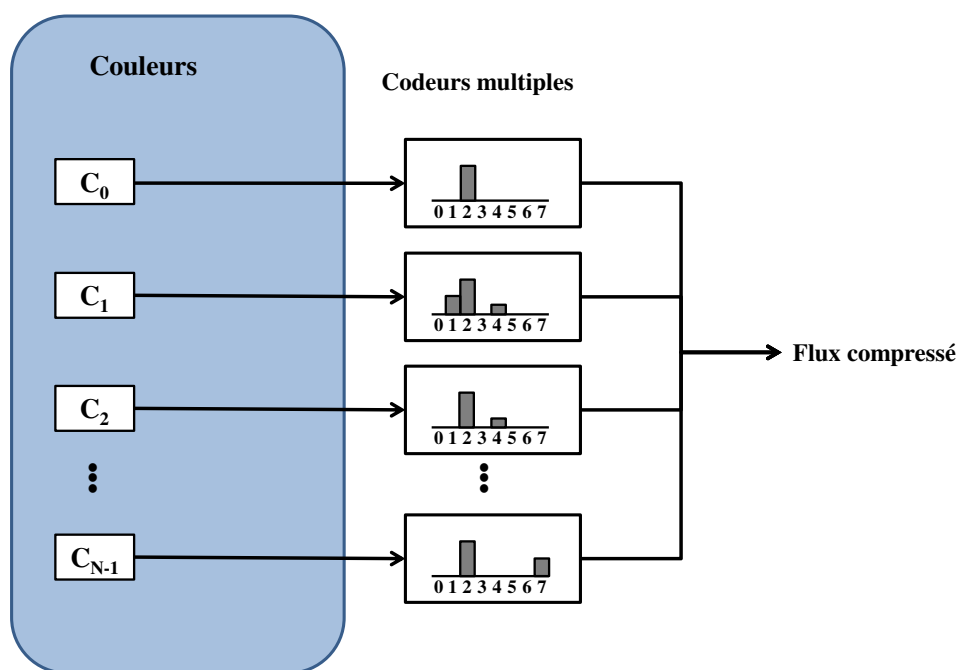 Couleurs
Codeurs multiples
C0
0 1 2 3 4 5 6 7
C1
0 1 2 3 4 5 6 7
Flux compressé
C2
0 1 2 3 4 5 6 7
CN-1
0 1 2 3 4 5 6 7